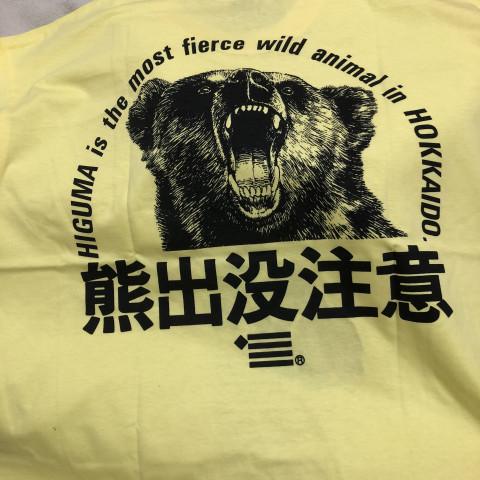 HIGUMA is the most fierce wild animal in HOKKAIDO.
熊出没注意
®